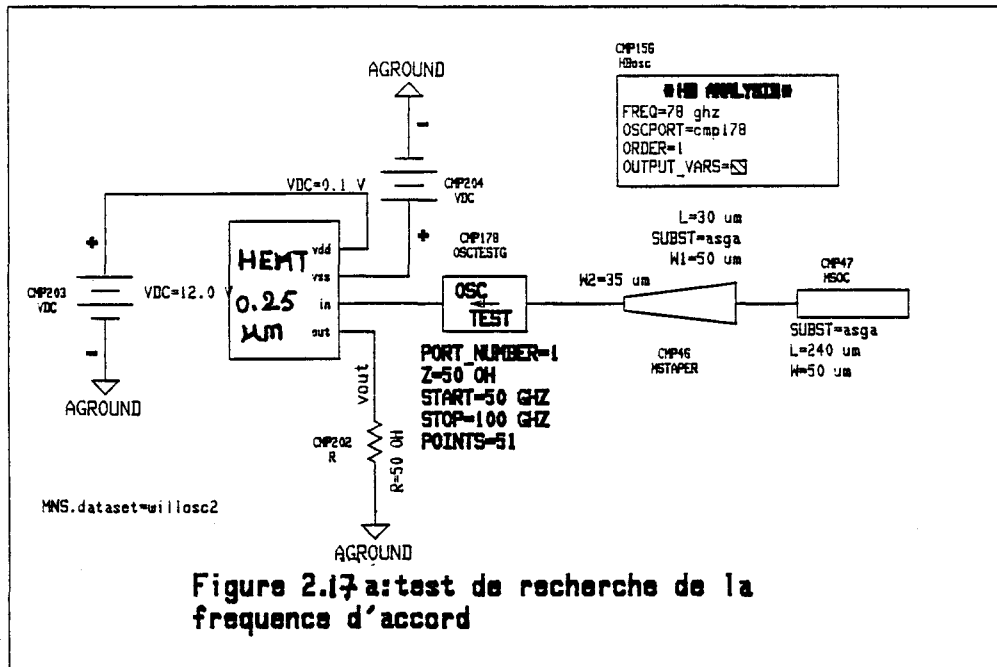 CMP156
HBosc
*HB ANALYSIS*
FREQ=78 ghz
OSCPORT=cmp178
ORDER=1
OUTPUT_VARS=
AGROUND
-
VDC=0.1 V
CMP204
VDC
+
CMP203
VDC
+
VDC=12.0 V
-
AGROUND
HEMT
0.25
μm
vdd
vss
in
out
CMP178
OSCTESTG
OSC
TEST
PORT_NUMBER=1
Z=50 OH
START=50 GHZ
STOP=100 GHZ
POINTS=51
L=30 um
SUBST=asga
W1=50 um
W2=35 um
CMP46
MSTAPER
CMP47
MSOC
SUBST=asga
L=240 um
W=50 um
vout
CMP202
R
R=50 OH
AGROUND
MNS.dataset=willosc2
Figure 2.17 a:test de recherche de la
frequence d'accord